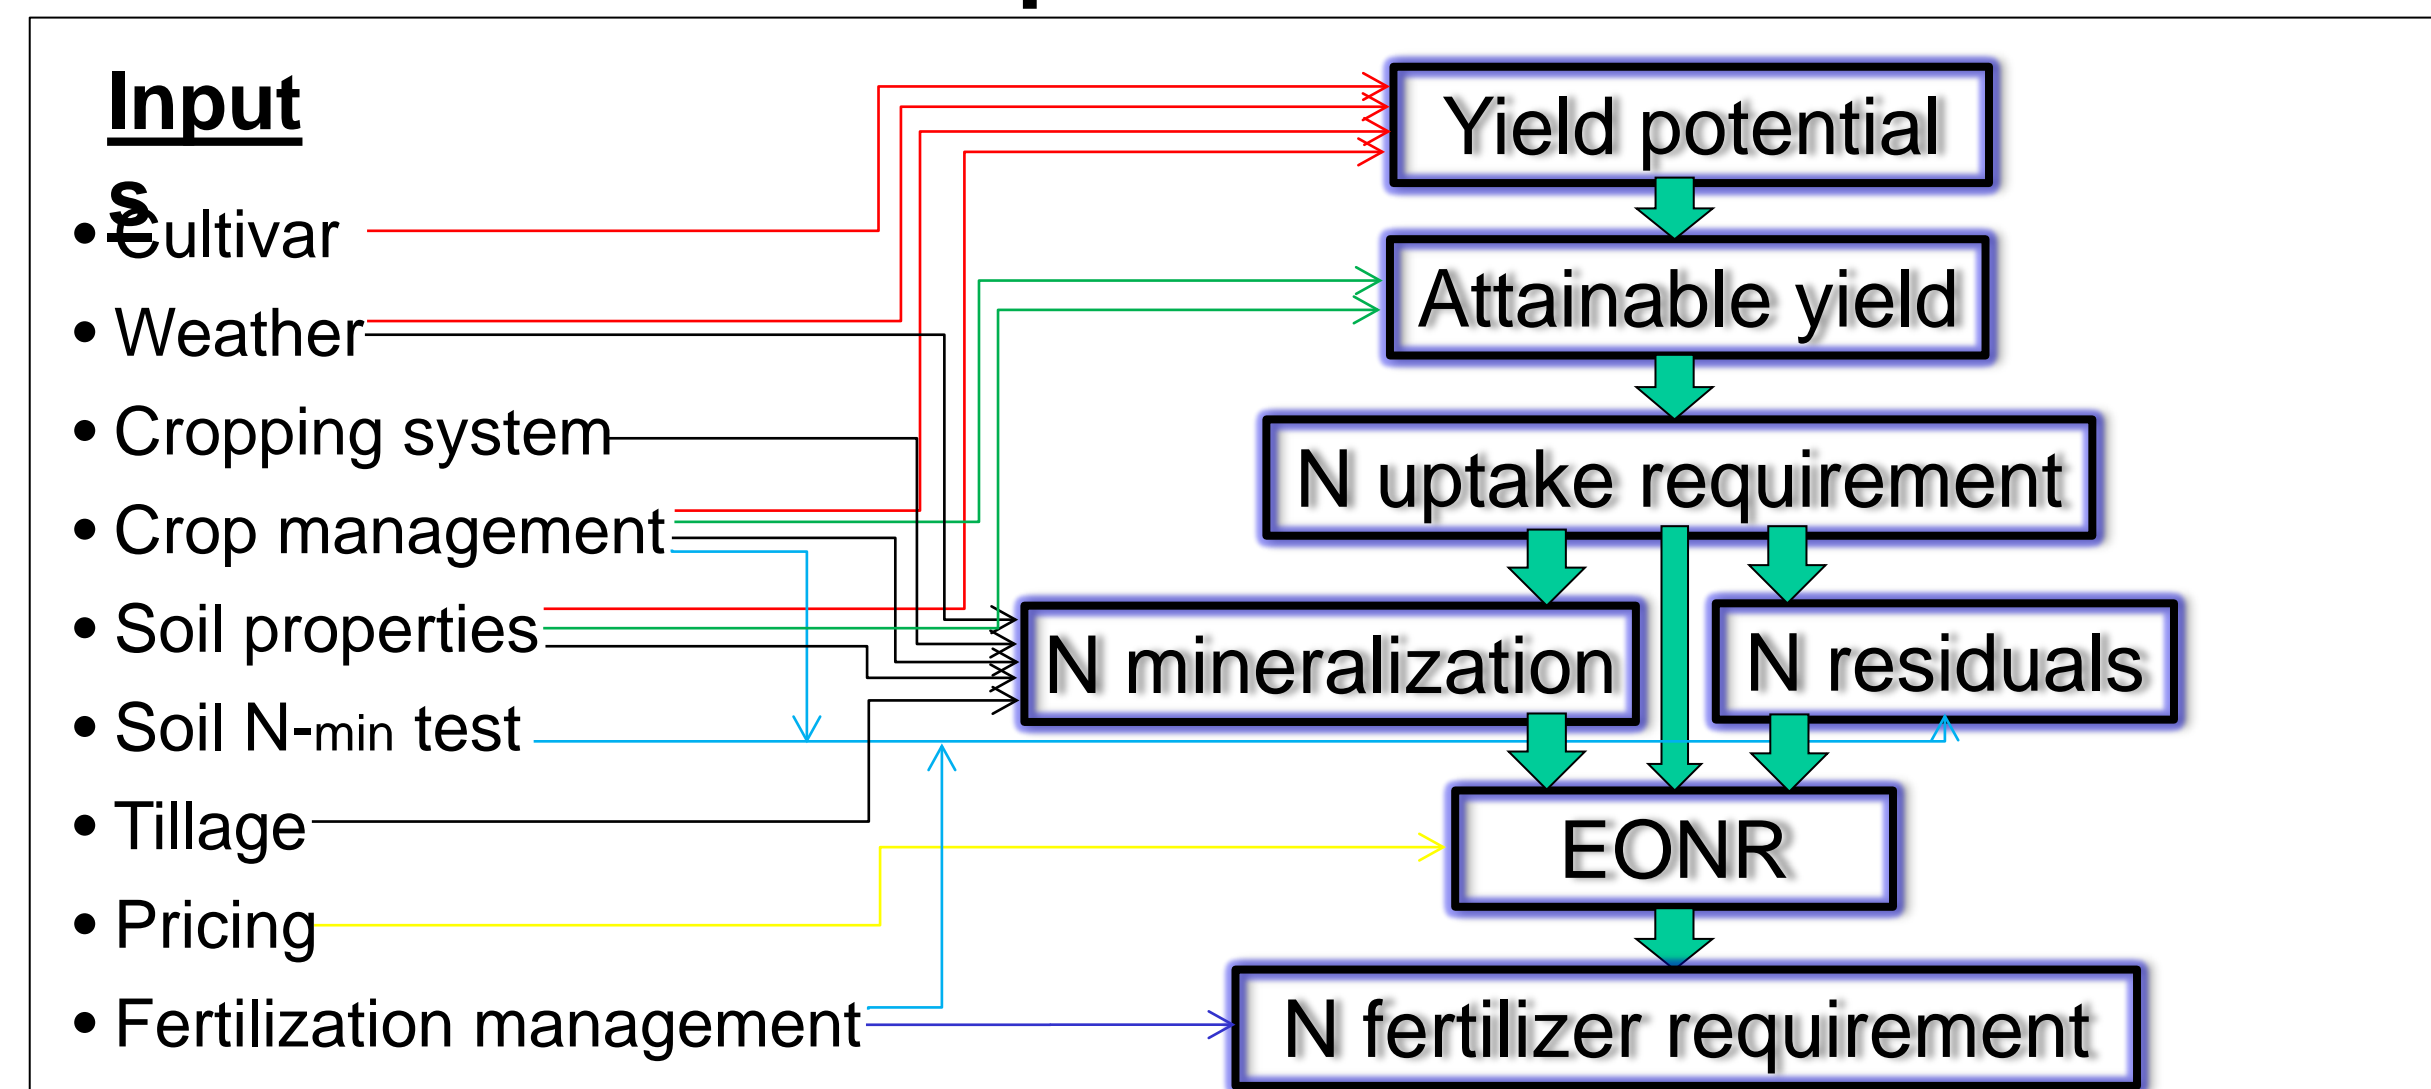 Input
s
• Cultivar
• Weather
• Cropping system
• Crop management
• Soil properties
• Soil N-min test
• Tillage
• Pricing
• Fertilization management
Yield potential
Attainable yield
N uptake requirement
N mineralization
N residuals
EONR
N fertilizer requirement